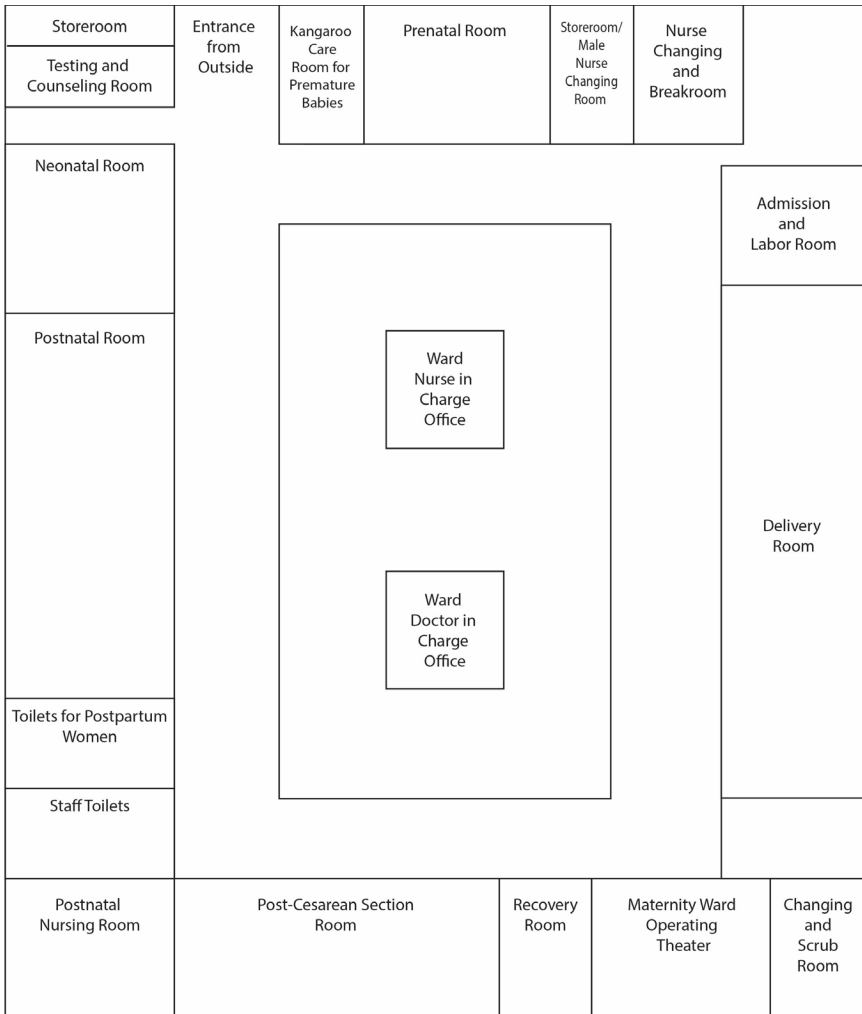 Storeroom
Testing and
Counseling Room
Entrance
from
Outside
Kangaroo
Care
Room for
Premature
Babies
Prenatal Room
Storeroom/
Male
Nurse
Changing
Room
Nurse
Changing
and
Breakroom
Neonatal Room
Admission
and
Labor Room
Postnatal Room
Ward
Nurse in
Charge
Office
Delivery
Room
Ward
Doctor in
Charge
Office
Toilets for Postpartum
Women
Staff Toilets
Postnatal
Nursing Room
Post-Cesarean Section
Room
Recovery
Room
Maternity Ward
Operating
Theater
Changing
and
Scrub
Room